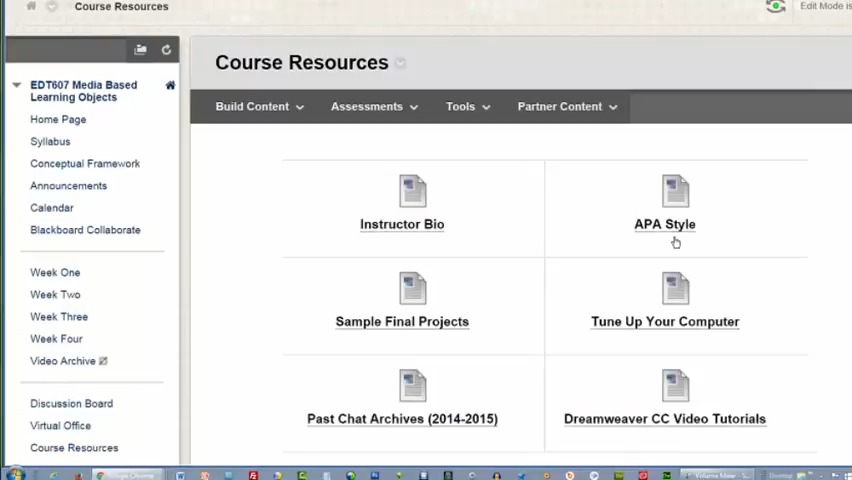 Course Resources
Edit Mode is
Course Resources
Build Content
Assessments
Tools
Partner Content
EDT607 Media Based
Learning Objects
Home Page
Syllabus
Conceptual Framework
Announcements
Calendar
Blackboard Collaborate
Week One
Week Two
Week Three
Week Four
Video Archive
Discussion Board
Virtual Office
Course Resources
Instructor Bio
APA Style
Sample Final Projects
Tune Up Your Computer
Past Chat Archives (2014-2015)
Dreamweaver CC Video Tutorials